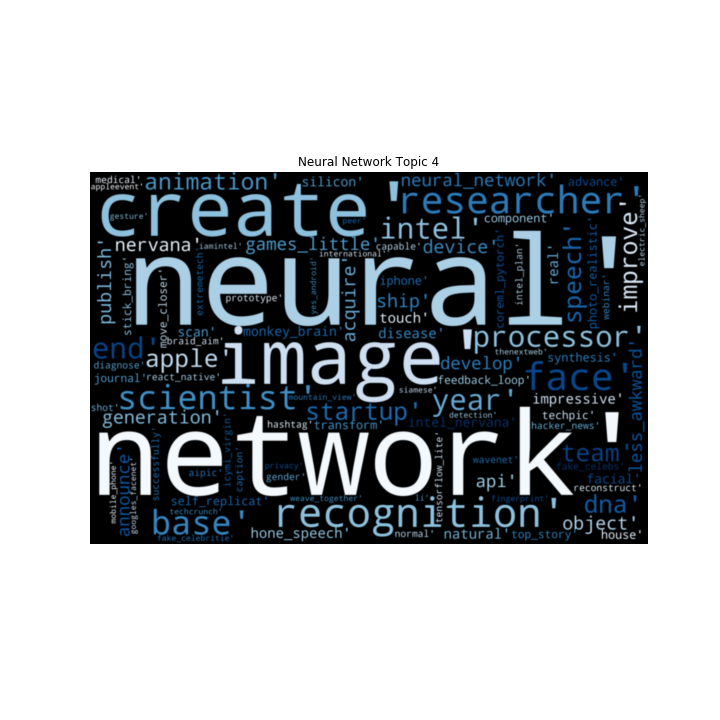 Neural Network Topic 4
medical'
animation'
silicon'
neural_network'
advance'
appleevent'
create'
researcher'
electric_sheep'
gesture'
peer'
intel'
component'
improve'
publish'
stick_bring'
nervana'
iamintel'
games_little'
capable'
device'
international'
move_closer'
extremetech'
neural'
acquire'
yes_android'
iphone'
coreml_pytorch'
intel_plan'
real'
speech'
photo_realistic'
webinar'
prototype'
ship'
touch'
scan'
monkey_brain'
disease'
processor'
end'
braid_aim'
image'
thenextweb'
apple'
develop'
synthesis'
diagnose'
journal'
react_native'
feedback_loop'
face'
less_awkward'
scientist'
mountain_view'
siamese'
year'
impressive'
shot'
generation'
startup'
detection'
techpic'
hashtag'
transform'
intel_nervana'
hacker_news'
network'
team'
announce'
mobile_phone'
googles_facenet'
successfully'
aipic'
icymi_virgin'
caption'
privacy'
gender'
tensorflow_lite'
wavenet'
fake_celebs'
api'
facial'
reconstruct'
self_replicat'
weave_together'
li'
fingerprint'
dna'
techcrunch'
base'
recognition'
object'
hone_speech'
fake_celebritie'
normal'
natural'
top_story'
house'